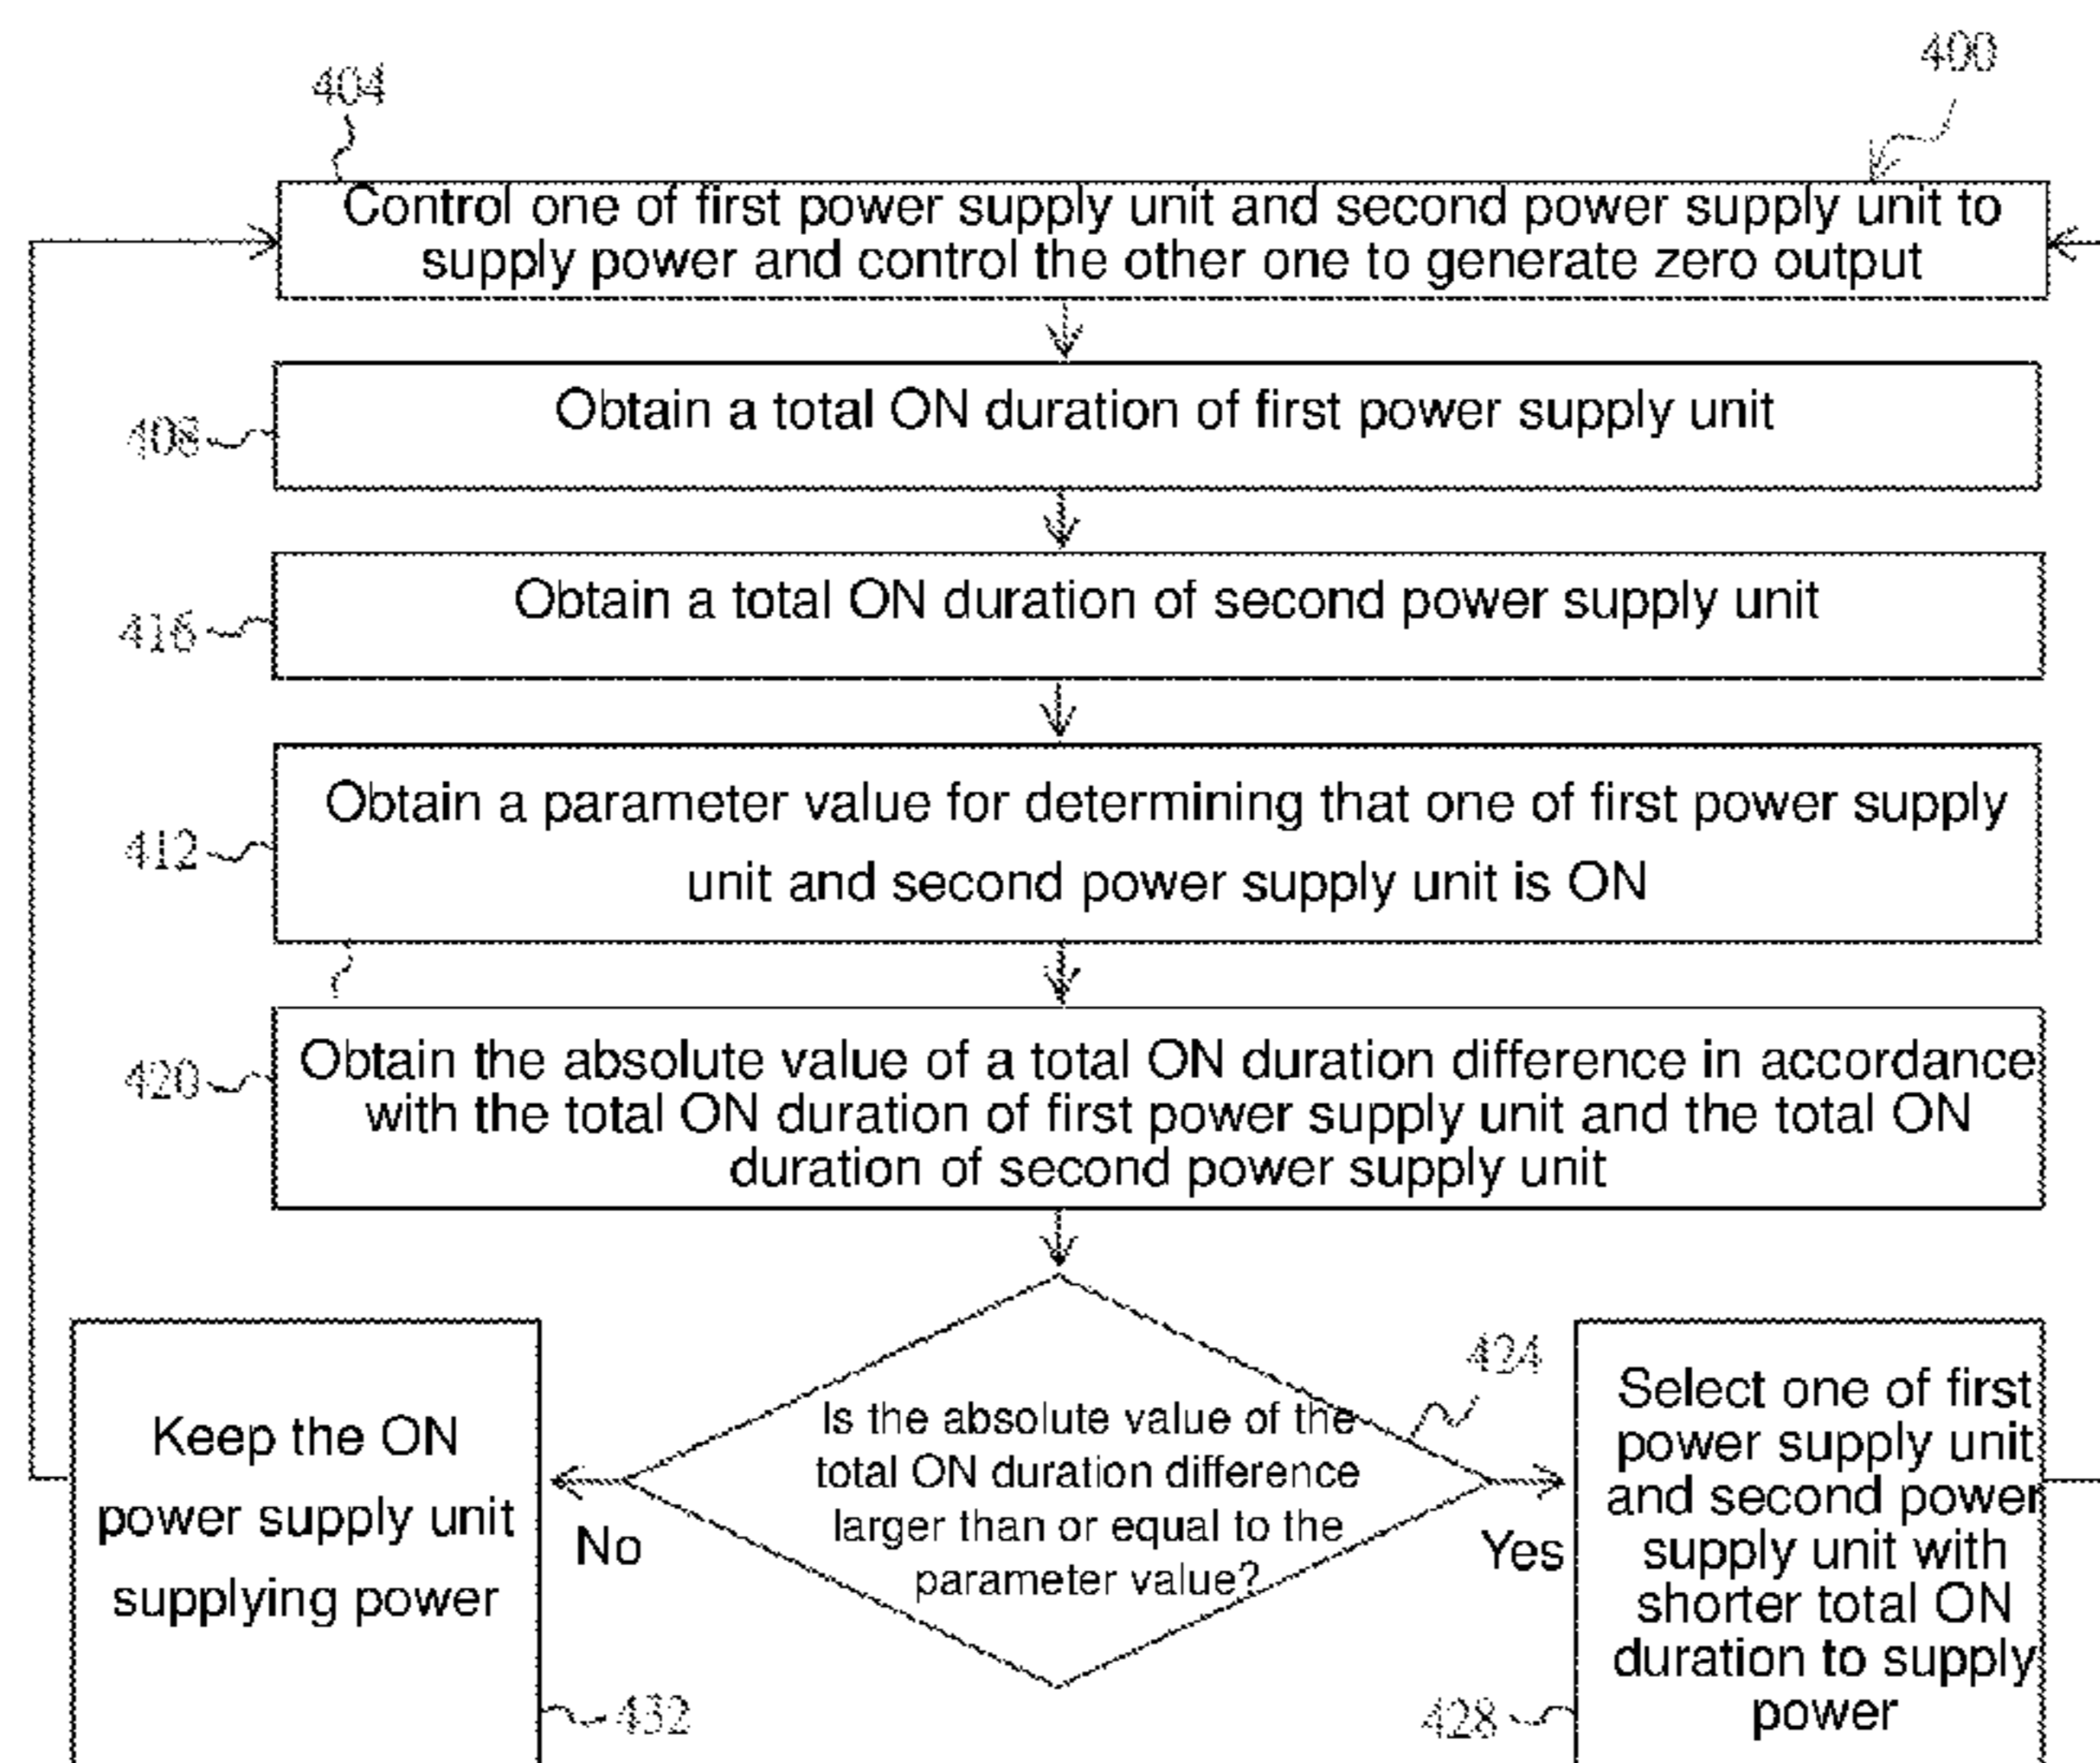 400
404
Control one of first power supply unit and second power supply unit to
supply power and control the other one to generate zero output
408
Obtain a total ON duration of first power supply unit
416
Obtain a total ON duration of second power supply unit
412
Obtain a parameter value for determining that one of first power supply
unit and second power supply unit is ON
420
Obtain the absolute value of a total ON duration difference in accordance
with the total ON duration of first power supply unit and the total ON
duration of second power supply unit
424
Is the absolute value of the
total ON duration difference
larger than or equal to the
parameter value?
No
Yes
Keep the ON
power supply unit
supplying power
432
Select one of first
power supply unit
and second power
supply unit with
shorter total ON
duration to supply
power
428